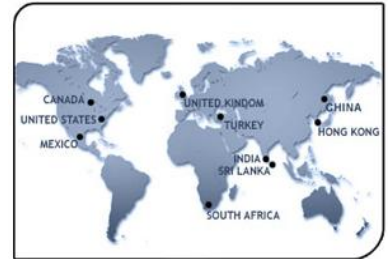 CANADA
UNITED STATES
MEXICO
UNITED KINDOM
TURKEY
CHINA
HONG KONG
INDIA
SRI LANKA
SOUTH AFRICA